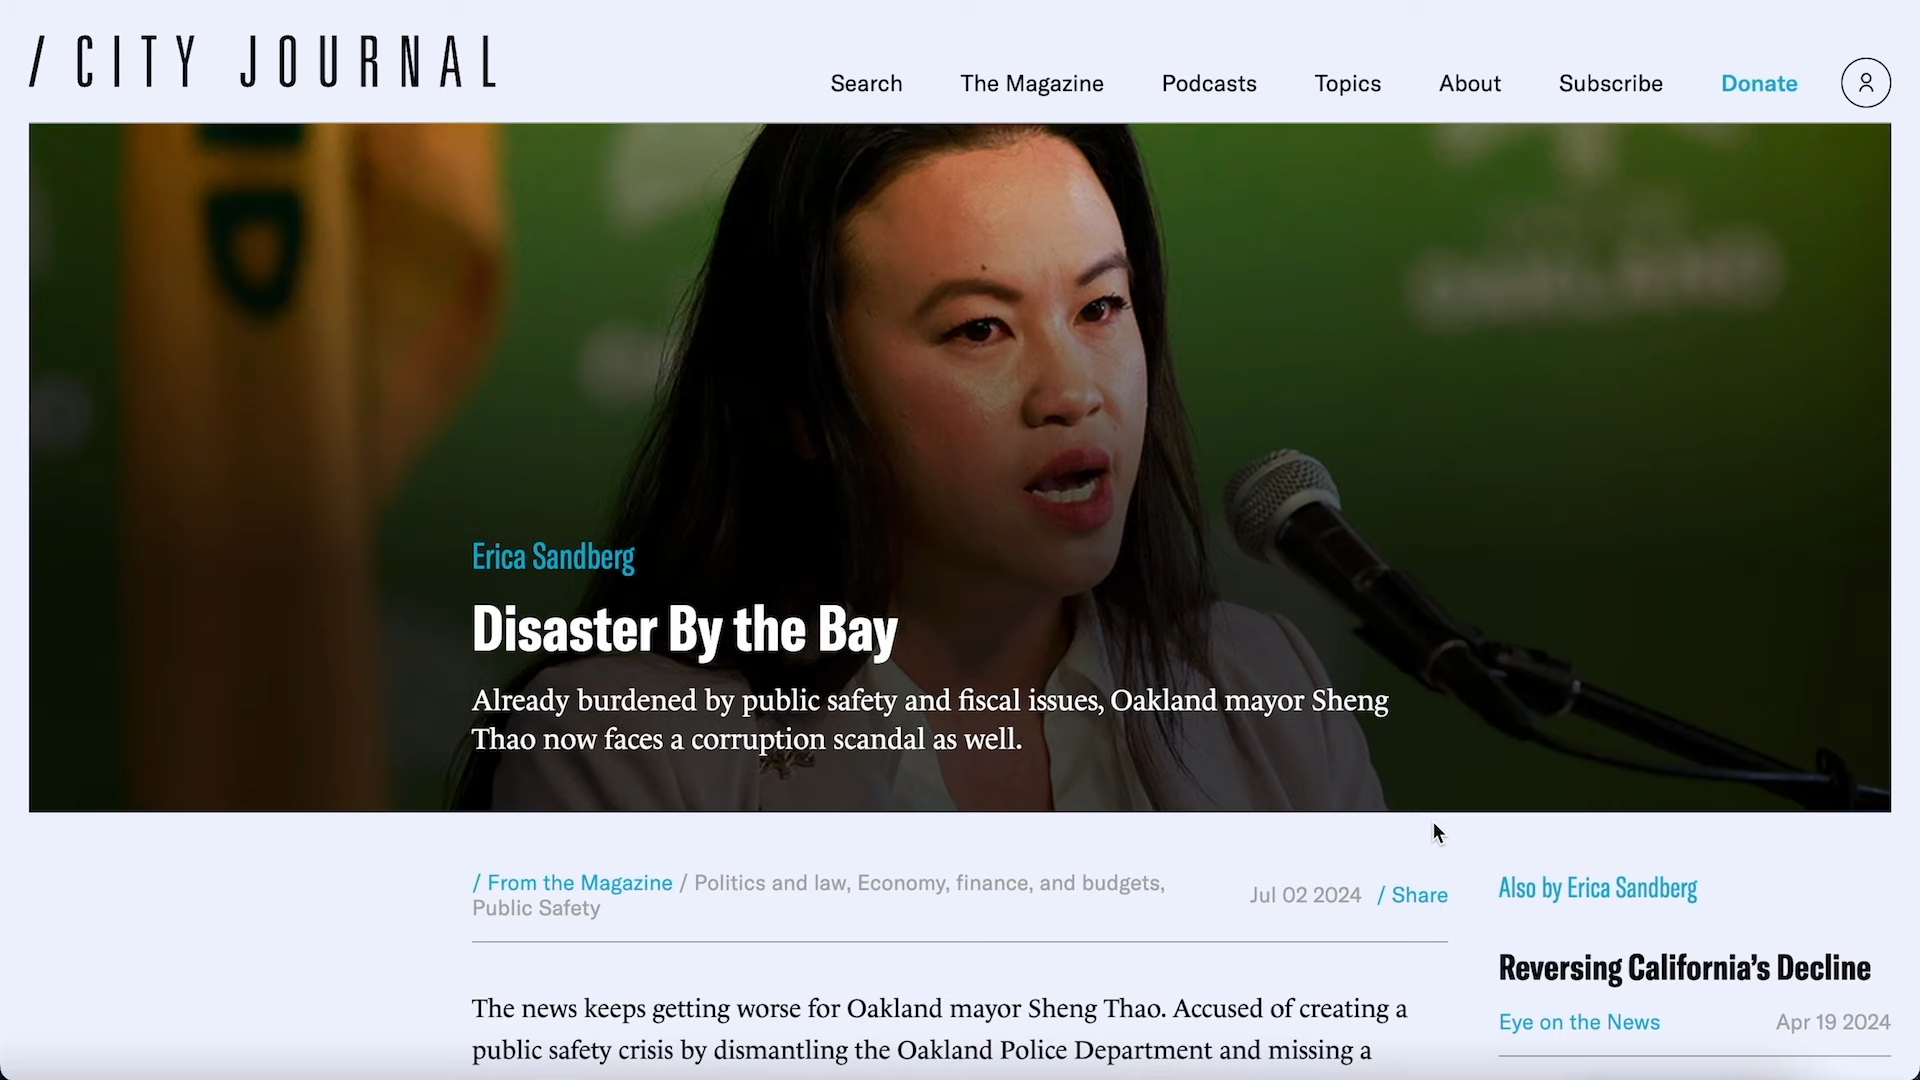 / CITY JOURNAL
Search The Magazine Podcasts Topics About Subscribe Donate
Erica Sandberg
Disaster By the Bay
Already burdened by public safety and fiscal issues, Oakland mayor Sheng
Thao now faces a corruption scandal as well.
/ From the Magazine / Politics and law, Economy, finance, and budgets,
Public Safety
Jul 02 2024 / Share
The news keeps getting worse for Oakland mayor Sheng Thao. Accused of creating a
public safety crisis by dismantling the Oakland Police Department and missing a
Also by Erica Sandberg
Reversing California's Decline
Eye on the News Apr 19 2024